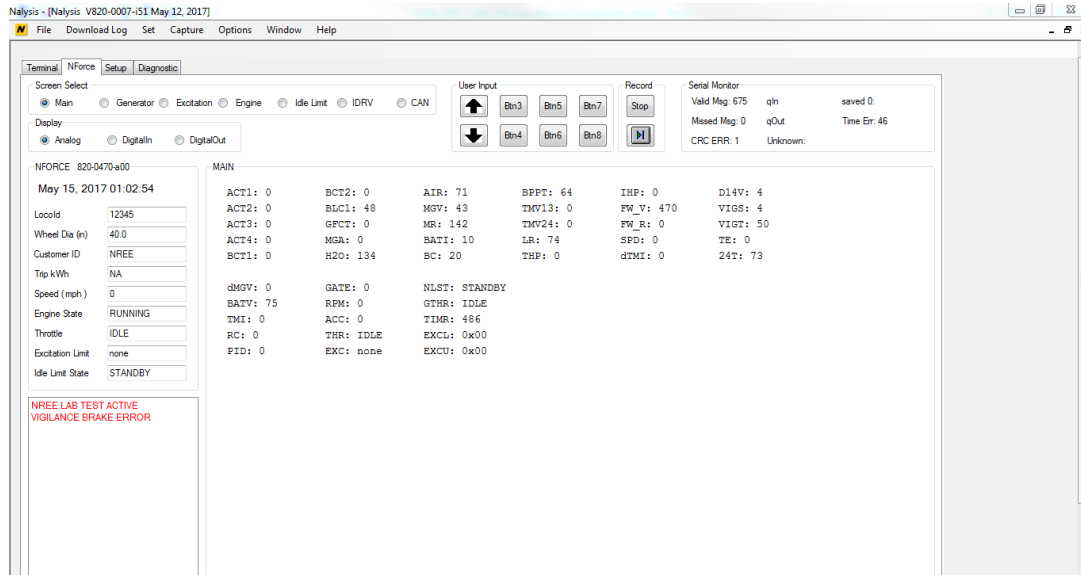 Nalysis - [Nalysis V820-0007-i51 May 12, 2017]
N File Download Log Set Capture Options Window Help
Terminal NForce Setup Diagnostic
Screen Select
Main Generator Excitation Engine Idle Limit IDRV CAN
Display
Analog DigitalIn DigitalOut
User Input
Btn3 Btn5 Btn7
Btn4 Btn6 Btn8
Record
Stop
Serial Monitor
Valid Msg: 675 qIn saved 0:
Missed Msg: 0 qOut Time Err: 46
CRC ERR: 1 Unknown:
NFORCE 820-0470-a00
May 15, 2017 01:02:54
LocoId 12345
Wheel Dia (in) 40.0
Customer ID NREE
Trip kWh NA
Speed ( mph ) 0
Engine State RUNNING
Throttle IDLE
Excitation Limit none
Idle Limit State STANDBY
NREE LAB TEST ACTIVE
VIGILANCE BRAKE ERROR
MAIN
ACT1: 0 BCT2: 0 AIR: 71 BPPT: 64 IHP: 0 D14V: 4
ACT2: 0 BLC1: 48 MGV: 43 TMV13: 0 FW_V: 470 VIGS: 4
ACT3: 0 GFCT: 0 MR: 142 TMV24: 0 FW_R: 0 VIGT: 50
ACT4: 0 MGA: 0 BATI: 10 LR: 74 SPD: 0 TE: 0
BCT1: 0 H2O: 134 BC: 20 THP: 0 dTMI: 0 24T: 73
dMGV: 0 GATE: 0 NLST: STANDBY
BATV: 75 RPM: 0 GTHR: IDLE
TMI: 0 ACC: 0 TIMR: 486
RC: 0 THR: IDLE EXCL: 0x00
PID: 0 EXC: none EXCU: 0x00